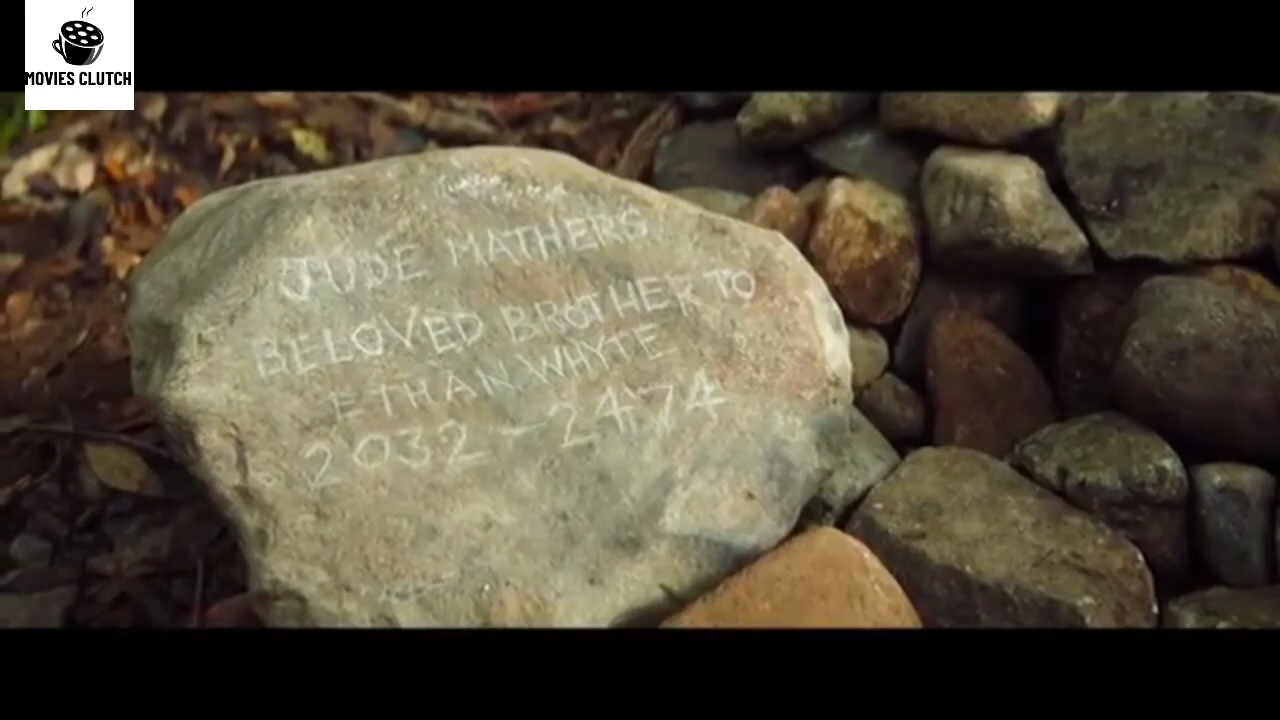 MOVIES CLUTCH
JUDE MATHERS
BELOVED BROTHER TO
ETHAN WHYTE
2032 - 2474